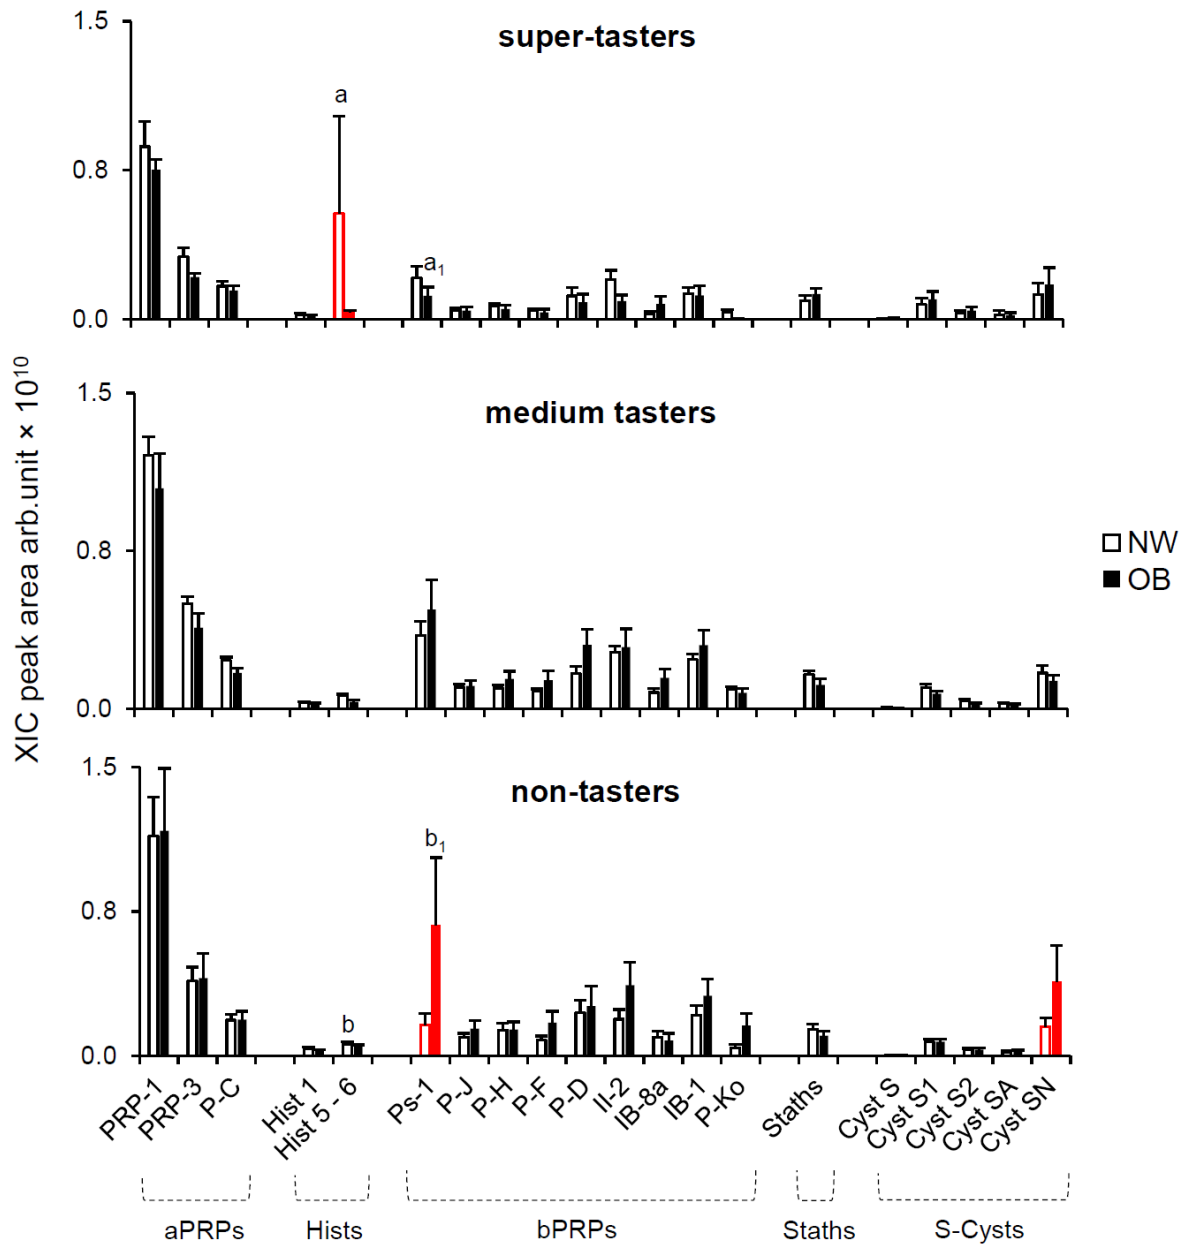 super-tasters
1.5
0.8
0.0
a
a₁
medium tasters
1.5
0.8
0.0
XIC peak area arb.unit × 10¹⁰
NW
OB
non-tasters
1.5
0.8
0.0
b
b₁
PRP-1
PRP-3
P-C
Hist 1
Hist 5 - 6
Ps-1
P-J
P-H
P-F
P-D
II-2
IB-8a
IB-1
P-Ko
Staths
Cyst S
Cyst S1
Cyst S2
Cyst SA
Cyst SN
aPRPs
Hists
bPRPs
Staths
S-Cysts